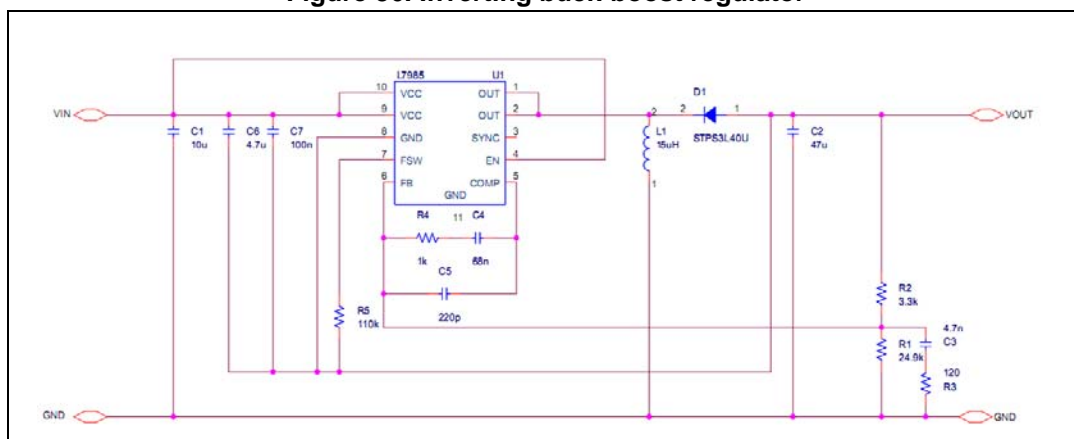 Figure 36. Inverting buck-boost regulator
L7985 U1
10 VCC OUT 1
9 VCC OUT 2
8 GND SYNC 3
7 FSW EN 4
6 FB COMP 5
GND
11
VIN
C1
10u
C6
4.7u
C7
100n
R4
1k
C4
68n
C5
220p
R5
110k
2
L1
15uH
1
D1
2 1
STPS3L40U
C2
47u
VOUT
R2
3.3k
R1
24.9k
4.7n
C3
120
R3
GND
GND